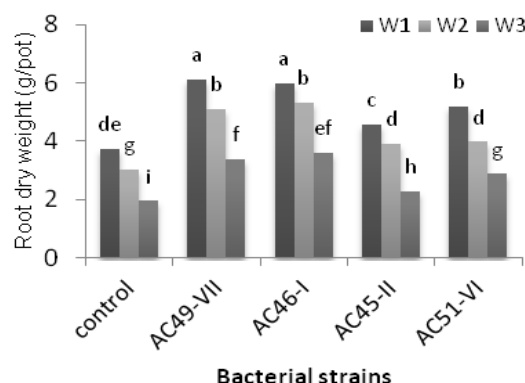 W1 W2 W3
Root dry weight (g/pot)
8
6
4
2
0
de g i
a b f
a b ef
c d h
b d g
control AC49-VII AC46-I AC45-II AC51-VI
Bacterial strains